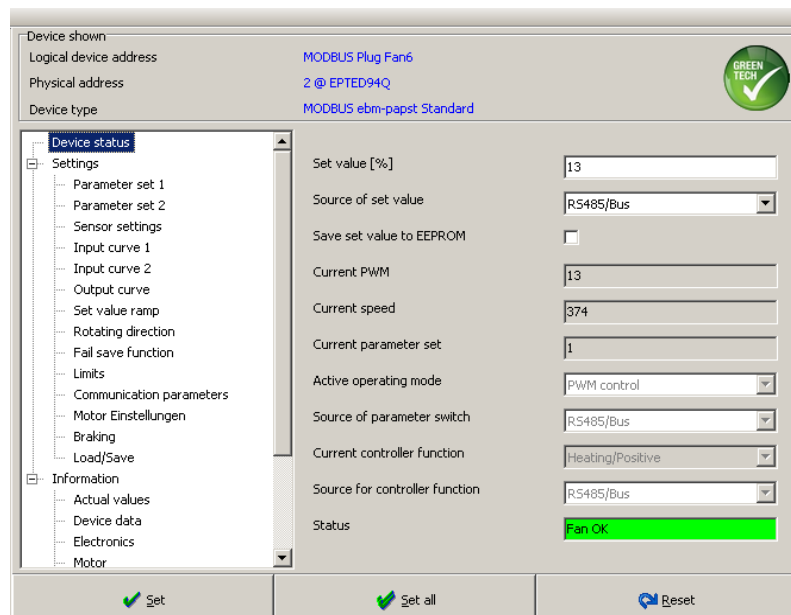 Device shown
Logical device address MODBUS Plug Fan6
Physical address 2 @ EPTED94Q
Device type MODBUS ebm-papst Standard
GREEN
TECH
Device status
Settings
Parameter set 1
Parameter set 2
Sensor settings
Input curve 1
Input curve 2
Output curve
Set value ramp
Rotating direction
Fail save function
Limits
Communication parameters
Motor Einstellungen
Braking
Load/Save
Information
Actual values
Device data
Electronics
Motor
Set value [%] 13
Source of set value RS485/Bus
Save set value to EEPROM
Current PWM 13
Current speed 374
Current parameter set 1
Active operating mode PWM control
Source of parameter switch RS485/Bus
Current controller function Heating/Positive
Source for controller function RS485/Bus
Status Fan OK
Set Set all Reset